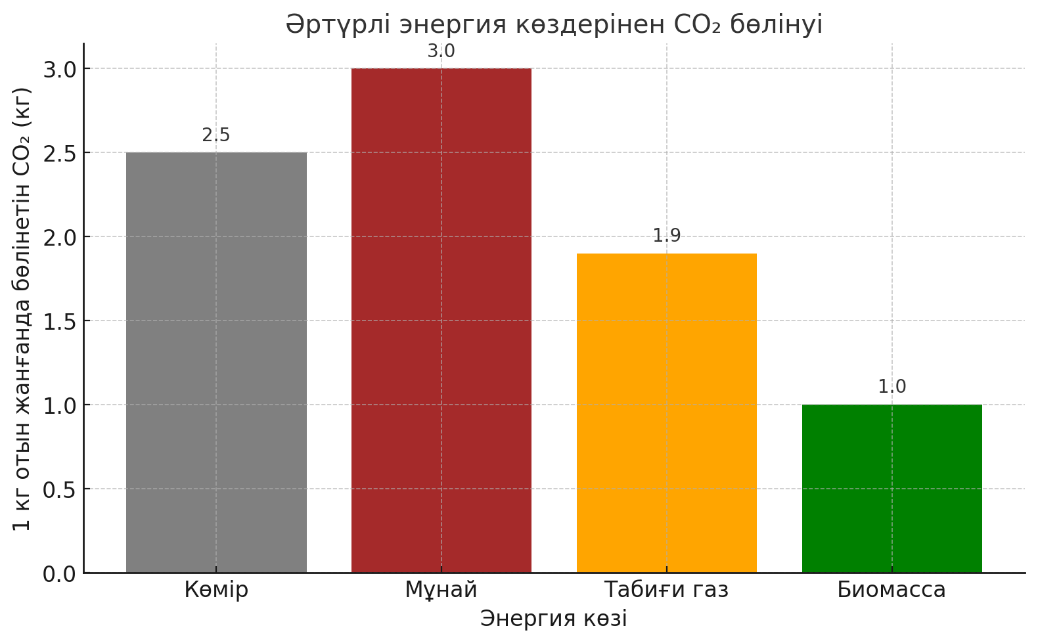 Әртүрлі энергия көздерінен CO₂ бөлінуі
1 кг отын жанғанда бөлінетін CO₂ (кг)
3.0
2.5
2.0
1.5
1.0
0.5
0.0
2.5
3.0
1.9
1.0
Көмір
Мұнай
Табиғи газ
Биомасса
Энергия көзі